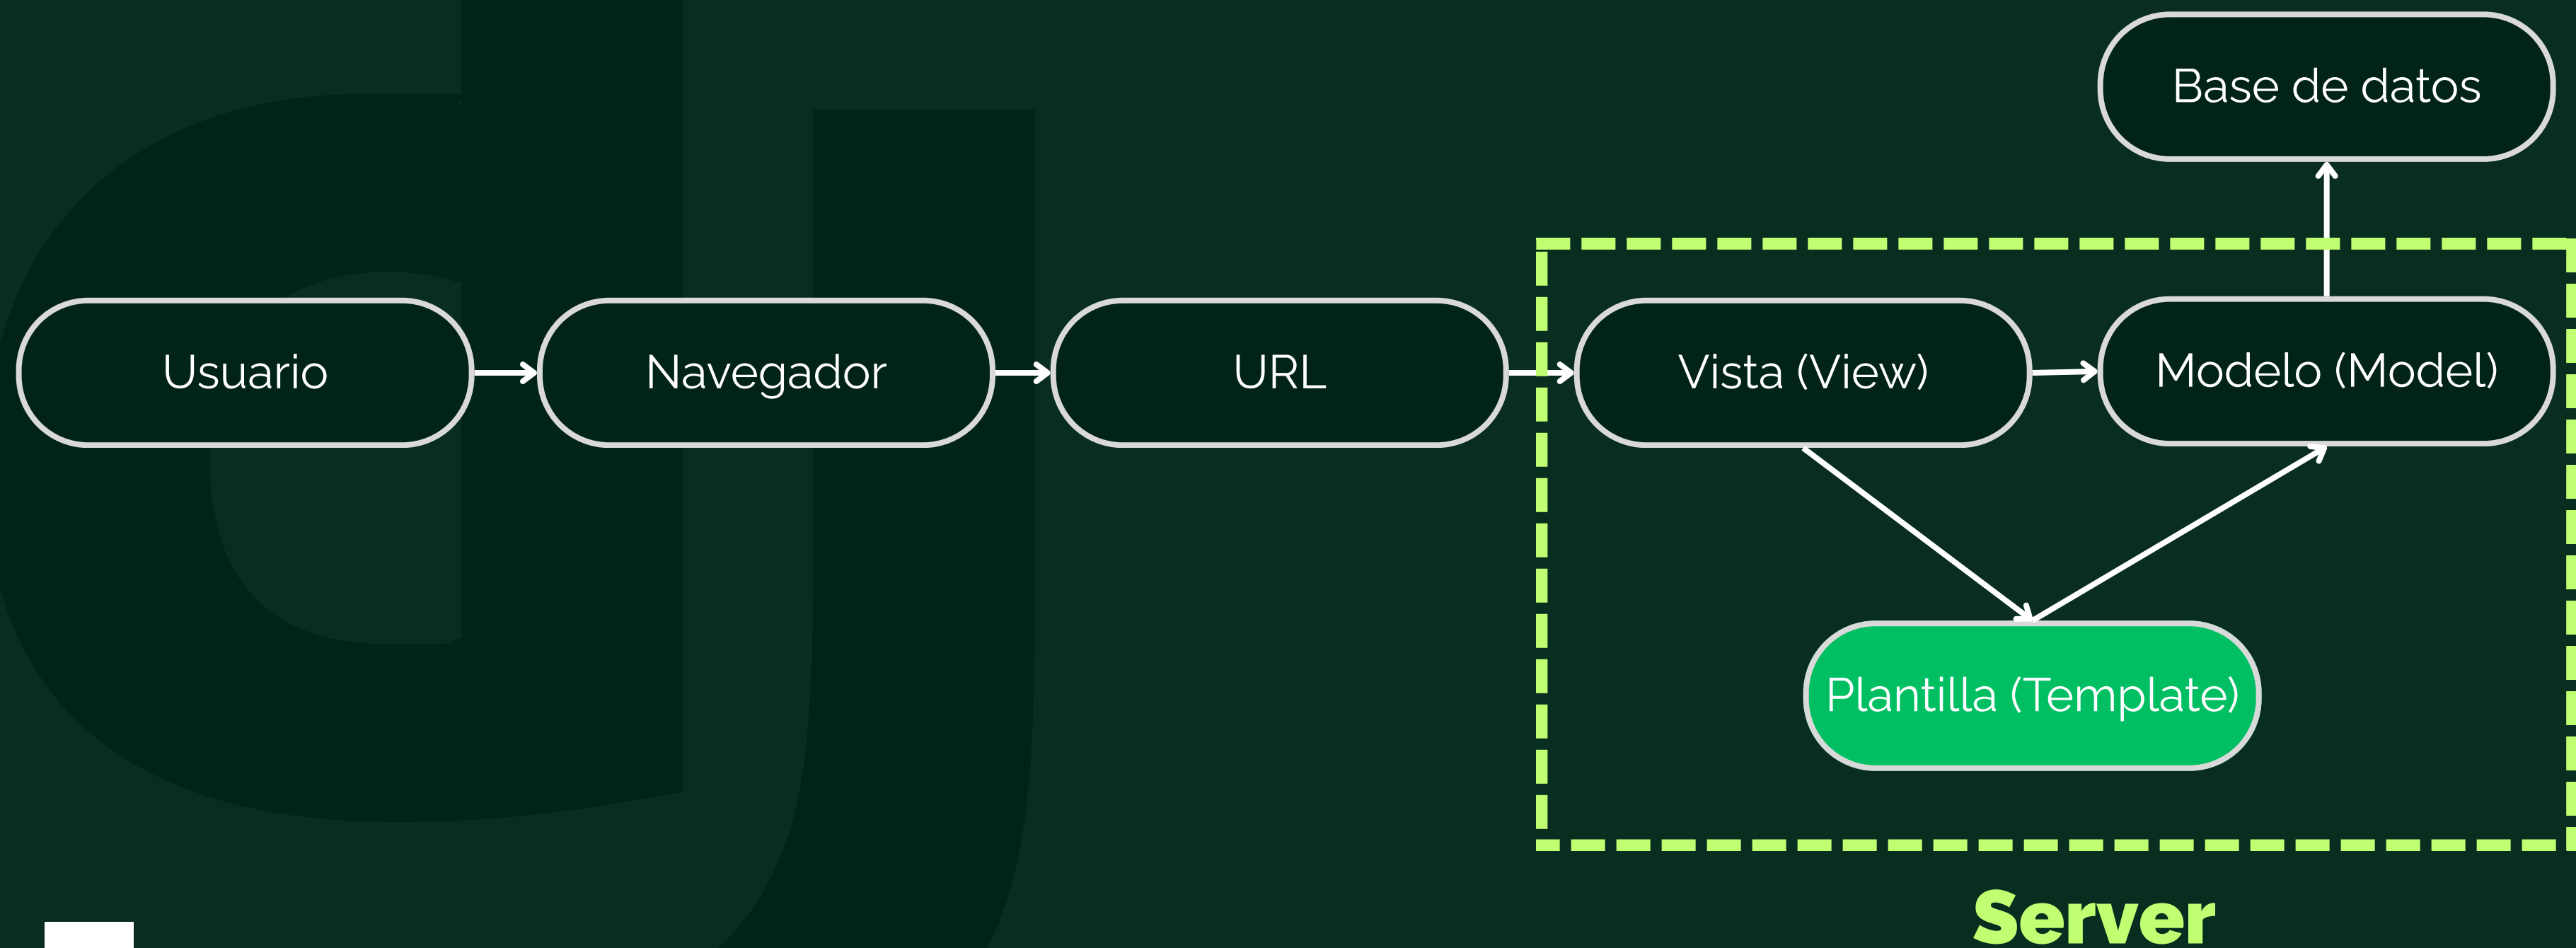 Base de datos
Usuario
Navegador
URL
Vista (View)
Modelo (Model)
Plantilla (Template)
Server